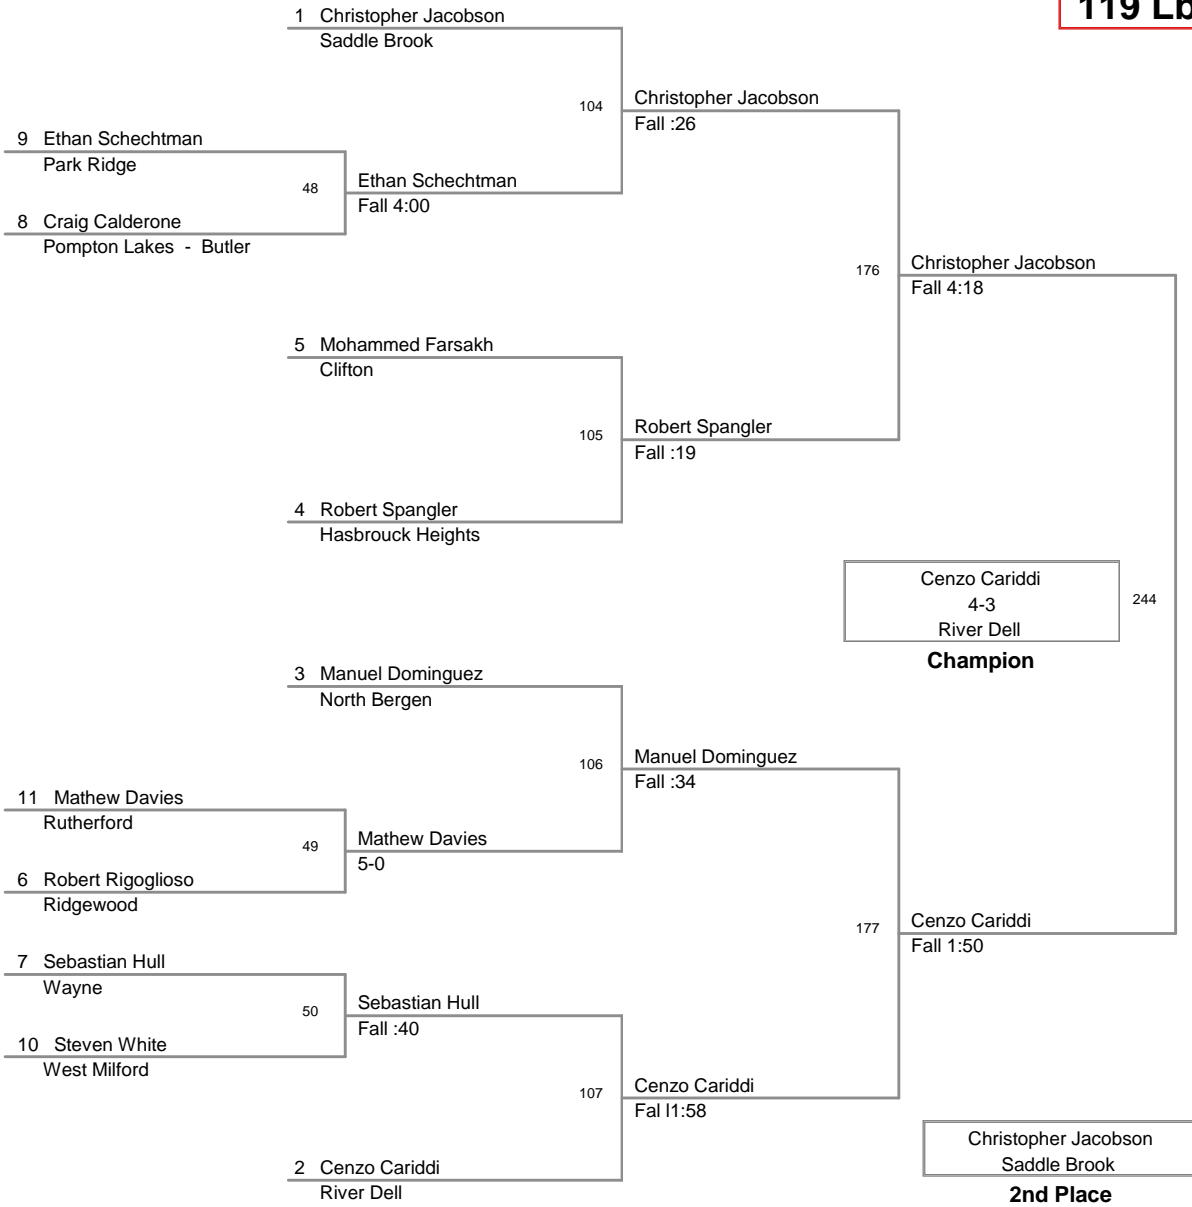 119 Lb
1 Christopher Jacobson
Saddle Brook
104
Christopher Jacobson
Fall :26
9 Ethan Schechtman
Park Ridge
48
Ethan Schechtman
Fall 4:00
8 Craig Calderone
Pompton Lakes - Butler
176
Christopher Jacobson
Fall 4:18
5 Mohammed Farsakh
Clifton
105
Robert Spangler
Fall :19
4 Robert Spangler
Hasbrouck Heights
Cenzo Cariddi
4-3
River Dell
Champion
244
3 Manuel Dominguez
North Bergen
106
Manuel Dominguez
Fall :34
11 Mathew Davies
Rutherford
49
Mathew Davies
5-0
6 Robert Rigoglioso
Ridgewood
177
Cenzo Cariddi
Fall 1:50
7 Sebastian Hull
Wayne
50
Sebastian Hull
Fall :40
10 Steven White
West Milford
107
Cenzo Cariddi
Fal l1:58
2 Cenzo Cariddi
River Dell
Christopher Jacobson
Saddle Brook
2nd Place